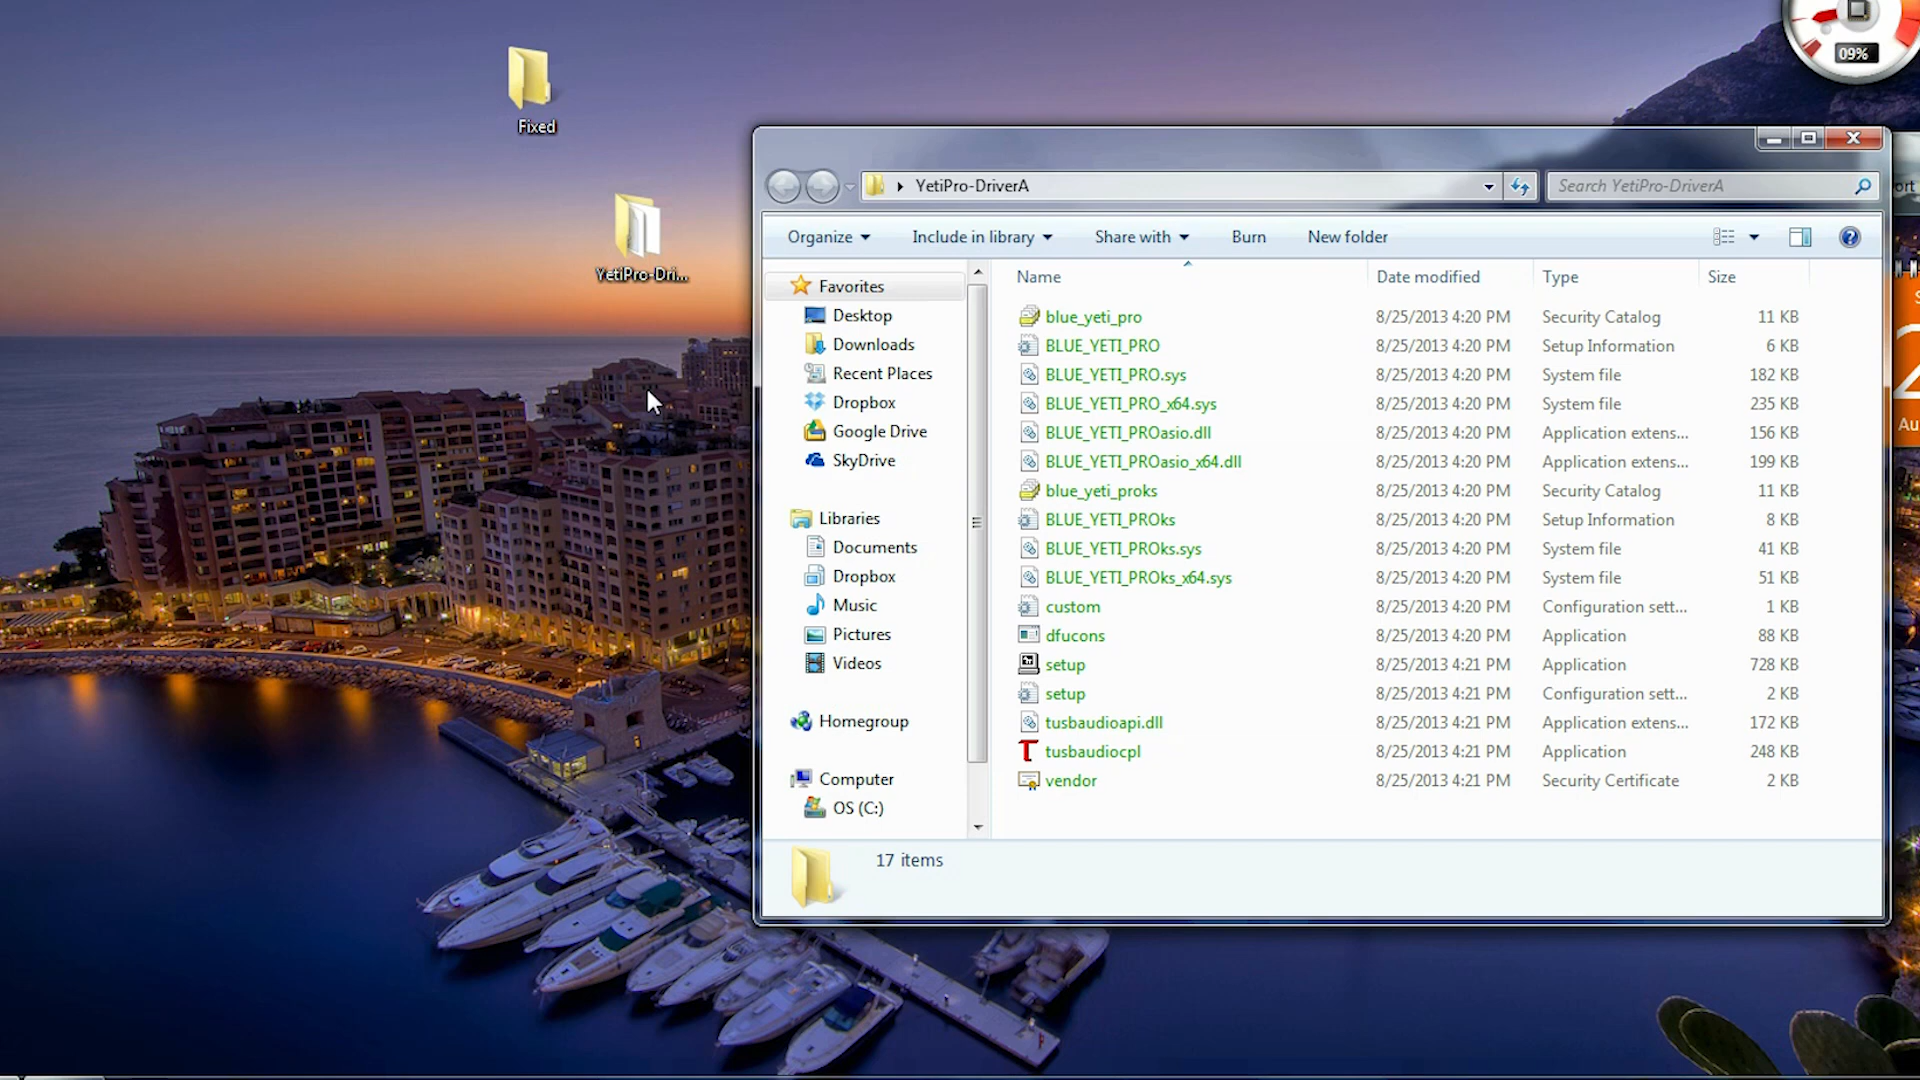 Fixed
YetiPro-Dri...
09%
YetiPro-DriverA
Search YetiPro-DriverA
Organize
Include in library
Share with
Burn
New folder
Name
Date modified
Type
Size
Favorites
Desktop
Downloads
Recent Places
Dropbox
Google Drive
SkyDrive
Libraries
Documents
Dropbox
Music
Pictures
Videos
Homegroup
Computer
OS (C:)
blue_yeti_pro 8/25/2013 4:20 PM Security Catalog 11 KB
BLUE_YETI_PRO 8/25/2013 4:20 PM Setup Information 6 KB
BLUE_YETI_PRO.sys 8/25/2013 4:20 PM System file 182 KB
BLUE_YETI_PRO_x64.sys 8/25/2013 4:20 PM System file 235 KB
BLUE_YETI_PROasio.dll 8/25/2013 4:20 PM Application extens... 156 KB
BLUE_YETI_PROasio_x64.dll 8/25/2013 4:20 PM Application extens... 199 KB
blue_yeti_proks 8/25/2013 4:20 PM Security Catalog 11 KB
BLUE_YETI_PROks 8/25/2013 4:20 PM Setup Information 8 KB
BLUE_YETI_PROks.sys 8/25/2013 4:20 PM System file 41 KB
BLUE_YETI_PROks_x64.sys 8/25/2013 4:20 PM System file 51 KB
custom 8/25/2013 4:20 PM Configuration sett... 1 KB
dfucons 8/25/2013 4:20 PM Application 88 KB
setup 8/25/2013 4:21 PM Application 728 KB
setup 8/25/2013 4:21 PM Configuration sett... 2 KB
tusbaudioapi.dll 8/25/2013 4:21 PM Application extens... 172 KB
tusbaudiocpl 8/25/2013 4:21 PM Application 248 KB
vendor 8/25/2013 4:21 PM Security Certificate 2 KB
17 items